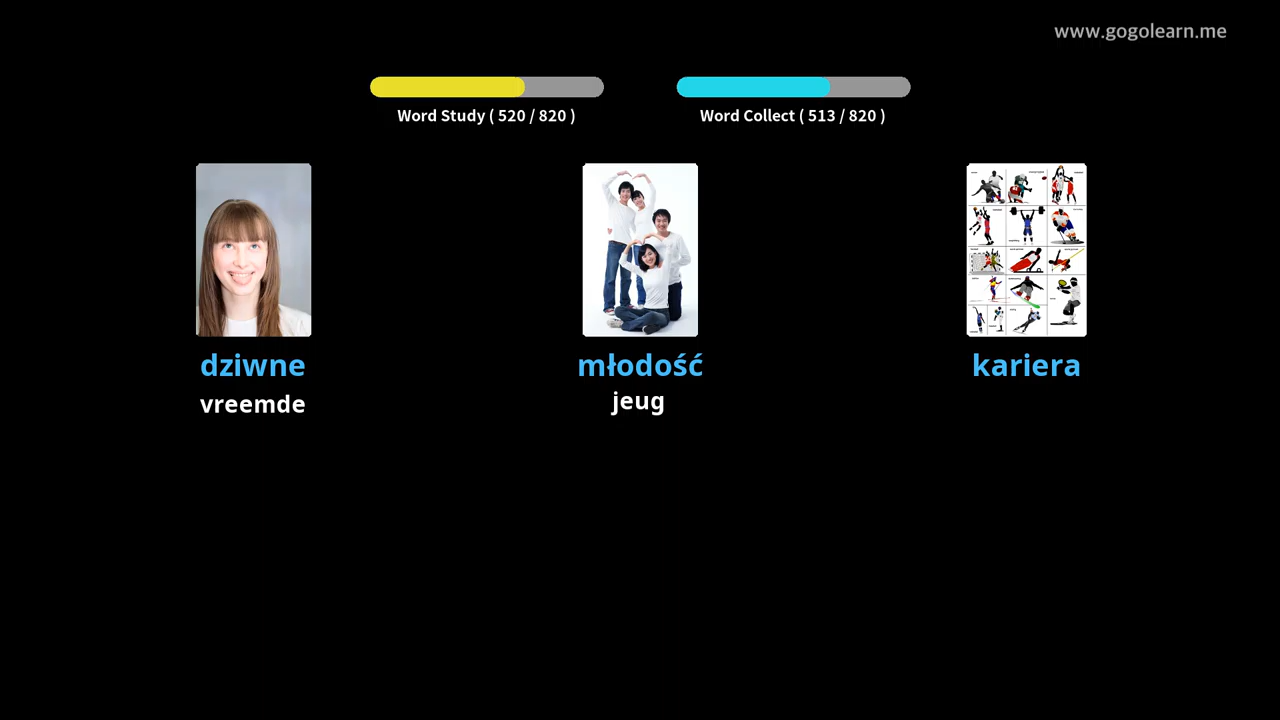 www.gogolearn.me
Word Study ( 520 / 820 )
Word Collect ( 513 / 820 )
dziwne
młodość
kariera
vreemde
jeug